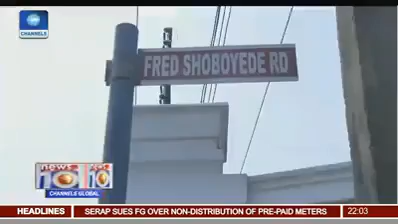 CHANNELS
FRED SHOBOYEDE RD
news
10
CHANNELS GLOBAL
HEADLINES
SERAP SUES FG OVER NON-DISTRIBUTION OF PRE-PAID METERS
22:03